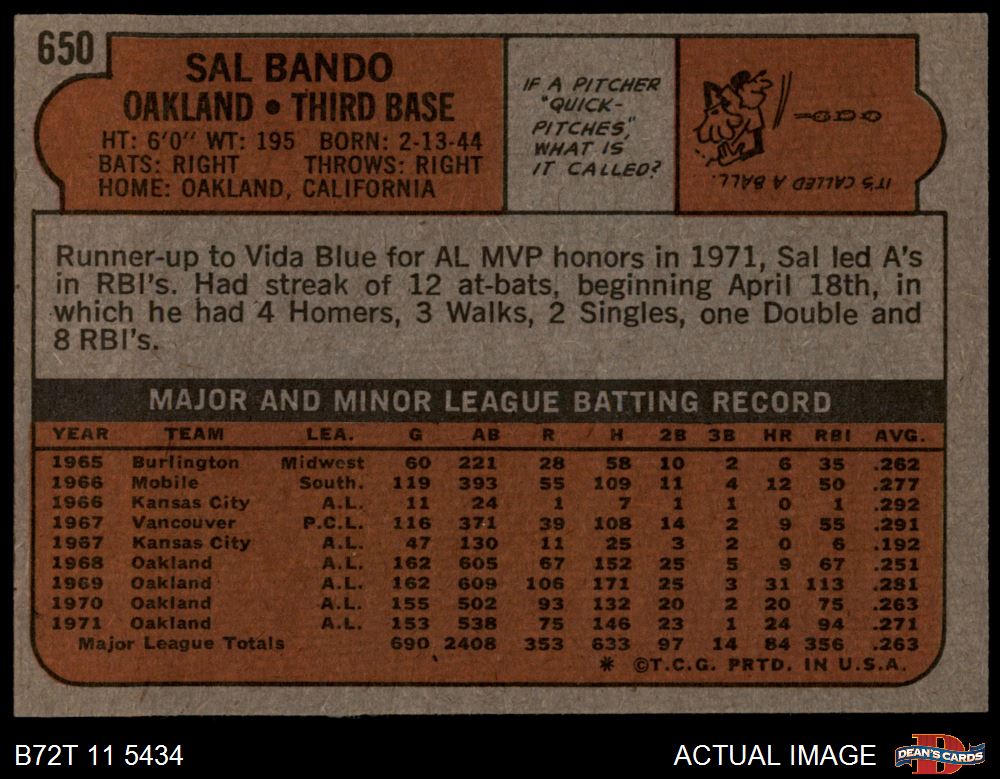 650
SAL BANDO
OAKLAND • THIRD BASE
HT: 6'0" WT: 195 BORN: 2-13-44
BATS: RIGHT THROWS: RIGHT
HOME: OAKLAND, CALIFORNIA
IF A PITCHER
"QUICK-
PITCHES,"
WHAT IS
IT CALLED?
IT'S CALLED A BALL.
Runner-up to Vida Blue for AL MVP honors in 1971, Sal led A's
in RBI's. Had streak of 12 at-bats, beginning April 18th, in
which he had 4 Homers, 3 Walks, 2 Singles, one Double and
8 RBI's.
MAJOR AND MINOR LEAGUE BATTING RECORD
YEAR TEAM LEA. G AB R H 2B 3B HR RBI AVG.
1965 Burlington Midwest 60 221 28 58 10 2 6 35 .262
1966 Mobile South. 119 393 55 109 11 4 12 50 .277
1966 Kansas City A.L. 11 24 1 7 1 1 0 1 .292
1967 Vancouver P.C.L. 116 371 39 108 14 2 9 55 .291
1967 Kansas City A.L. 47 130 11 25 3 2 0 6 .192
1968 Oakland A.L. 162 605 67 152 25 5 9 67 .251
1969 Oakland A.L. 162 609 106 171 25 3 31 113 .281
1970 Oakland A.L. 155 502 93 132 20 2 20 75 .263
1971 Oakland A.L. 153 538 75 146 23 1 24 94 .271
Major League Totals 690 2408 353 633 97 14 84 356 .263
* ©T.C.G. PRTD. IN U.S.A.
B72T 11 5434
ACTUAL IMAGE
D
DEAN'S CARDS